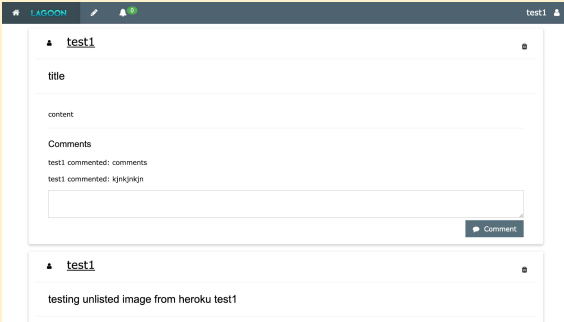 LAGOON 0 test1
test1
title
content
Comments
test1 commented: comments
test1 commented: kjnkjnkjn
Comment
test1
testing unlisted image from heroku test1